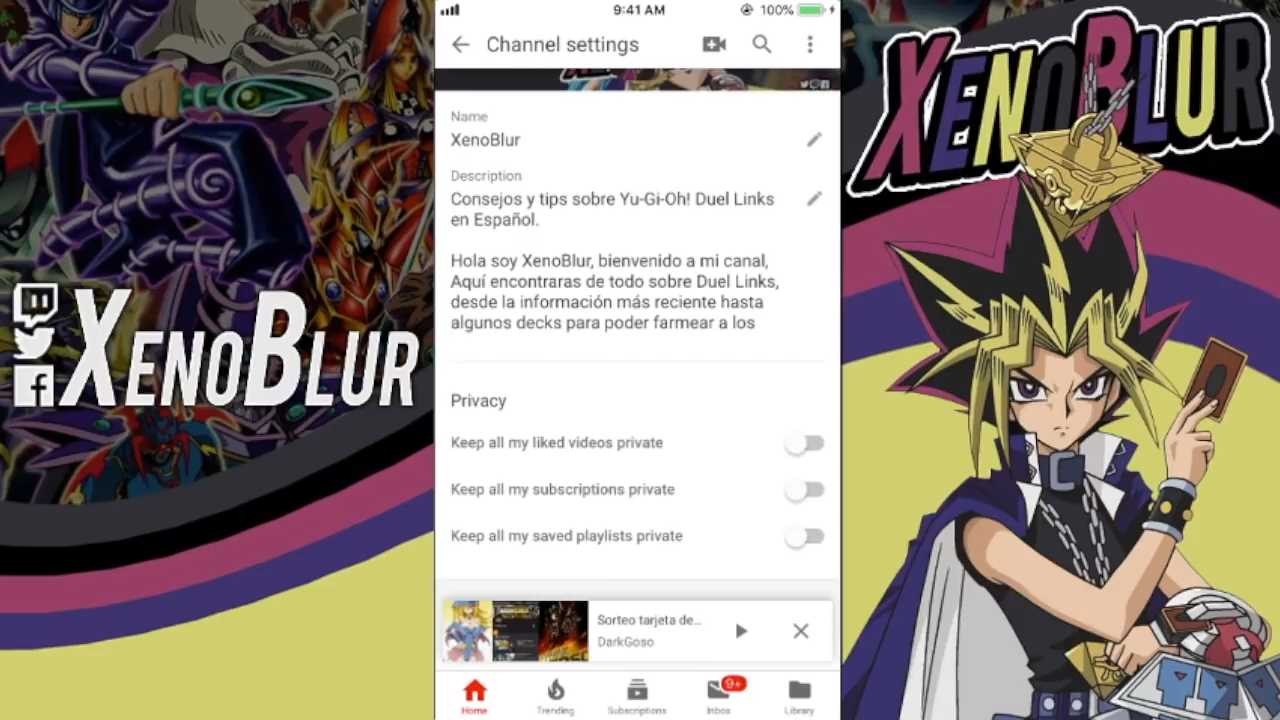 9:41 AM
100%
Channel settings
Name
XenoBlur
Description
Consejos y tips sobre Yu-Gi-Oh! Duel Links
en Español.
Hola soy XenoBlur, bienvenido a mi canal,
Aquí encontraras de todo sobre Duel Links,
desde la información más reciente hasta
algunos decks para poder farmear a los
Privacy
Keep all my liked videos private
Keep all my subscriptions private
Keep all my saved playlists private
Sorteo tarjeta de...
DarkGoso
Home
Trending
Subscriptions
9+
Inbox
Library
XENOBLUR
XENOBLUR